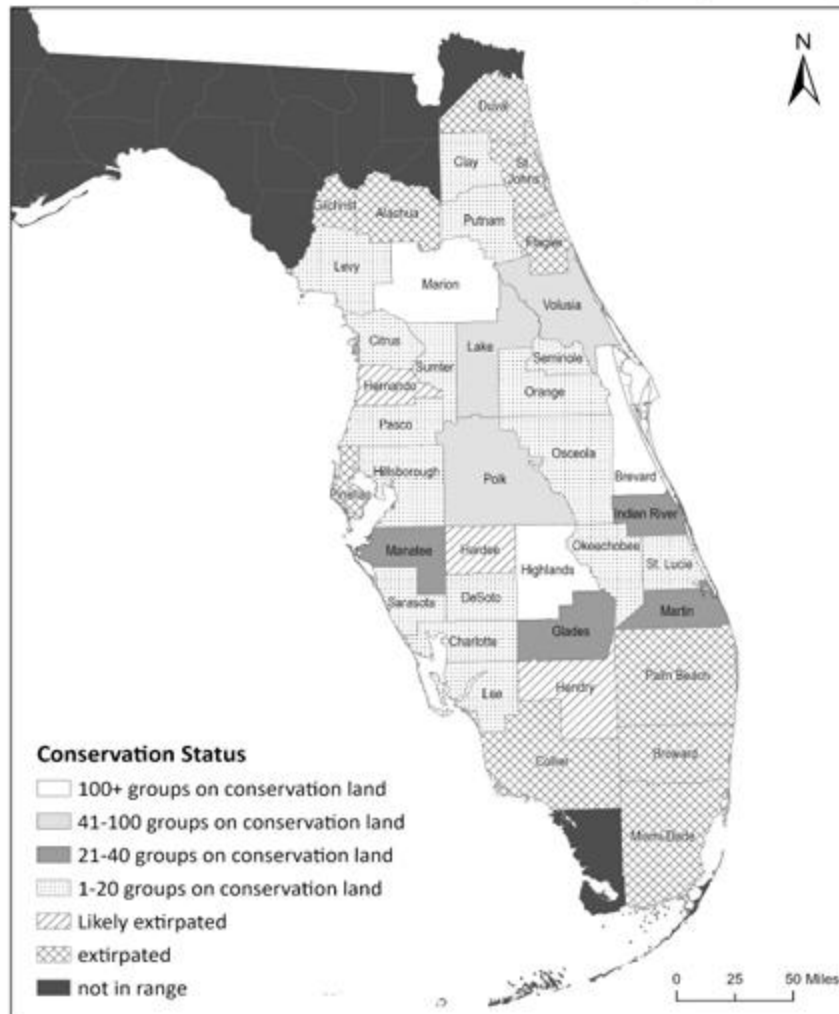 N
Duval
Clay
St Johns
Gilchrist
Alachua
Putnam
Flagler
Levy
Marion
Volusia
Citrus
Lake
Sumter
Seminole
Hernando
Orange
Pasco
Osceola
Hillsborough
Polk
Pinellas
Brevard
Indian River
Manatee
Hardee
Okeechobee
Highlands
St. Lucie
Sarasota
DeSoto
Martin
Glades
Charlotte
Palm Beach
Lee
Hendry
Broward
Collier
Miami-Dade
Conservation Status
100+ groups on conservation land
41-100 groups on conservation land
21-40 groups on conservation land
1-20 groups on conservation land
Likely extirpated
extirpated
not in range
0 25 50 Miles